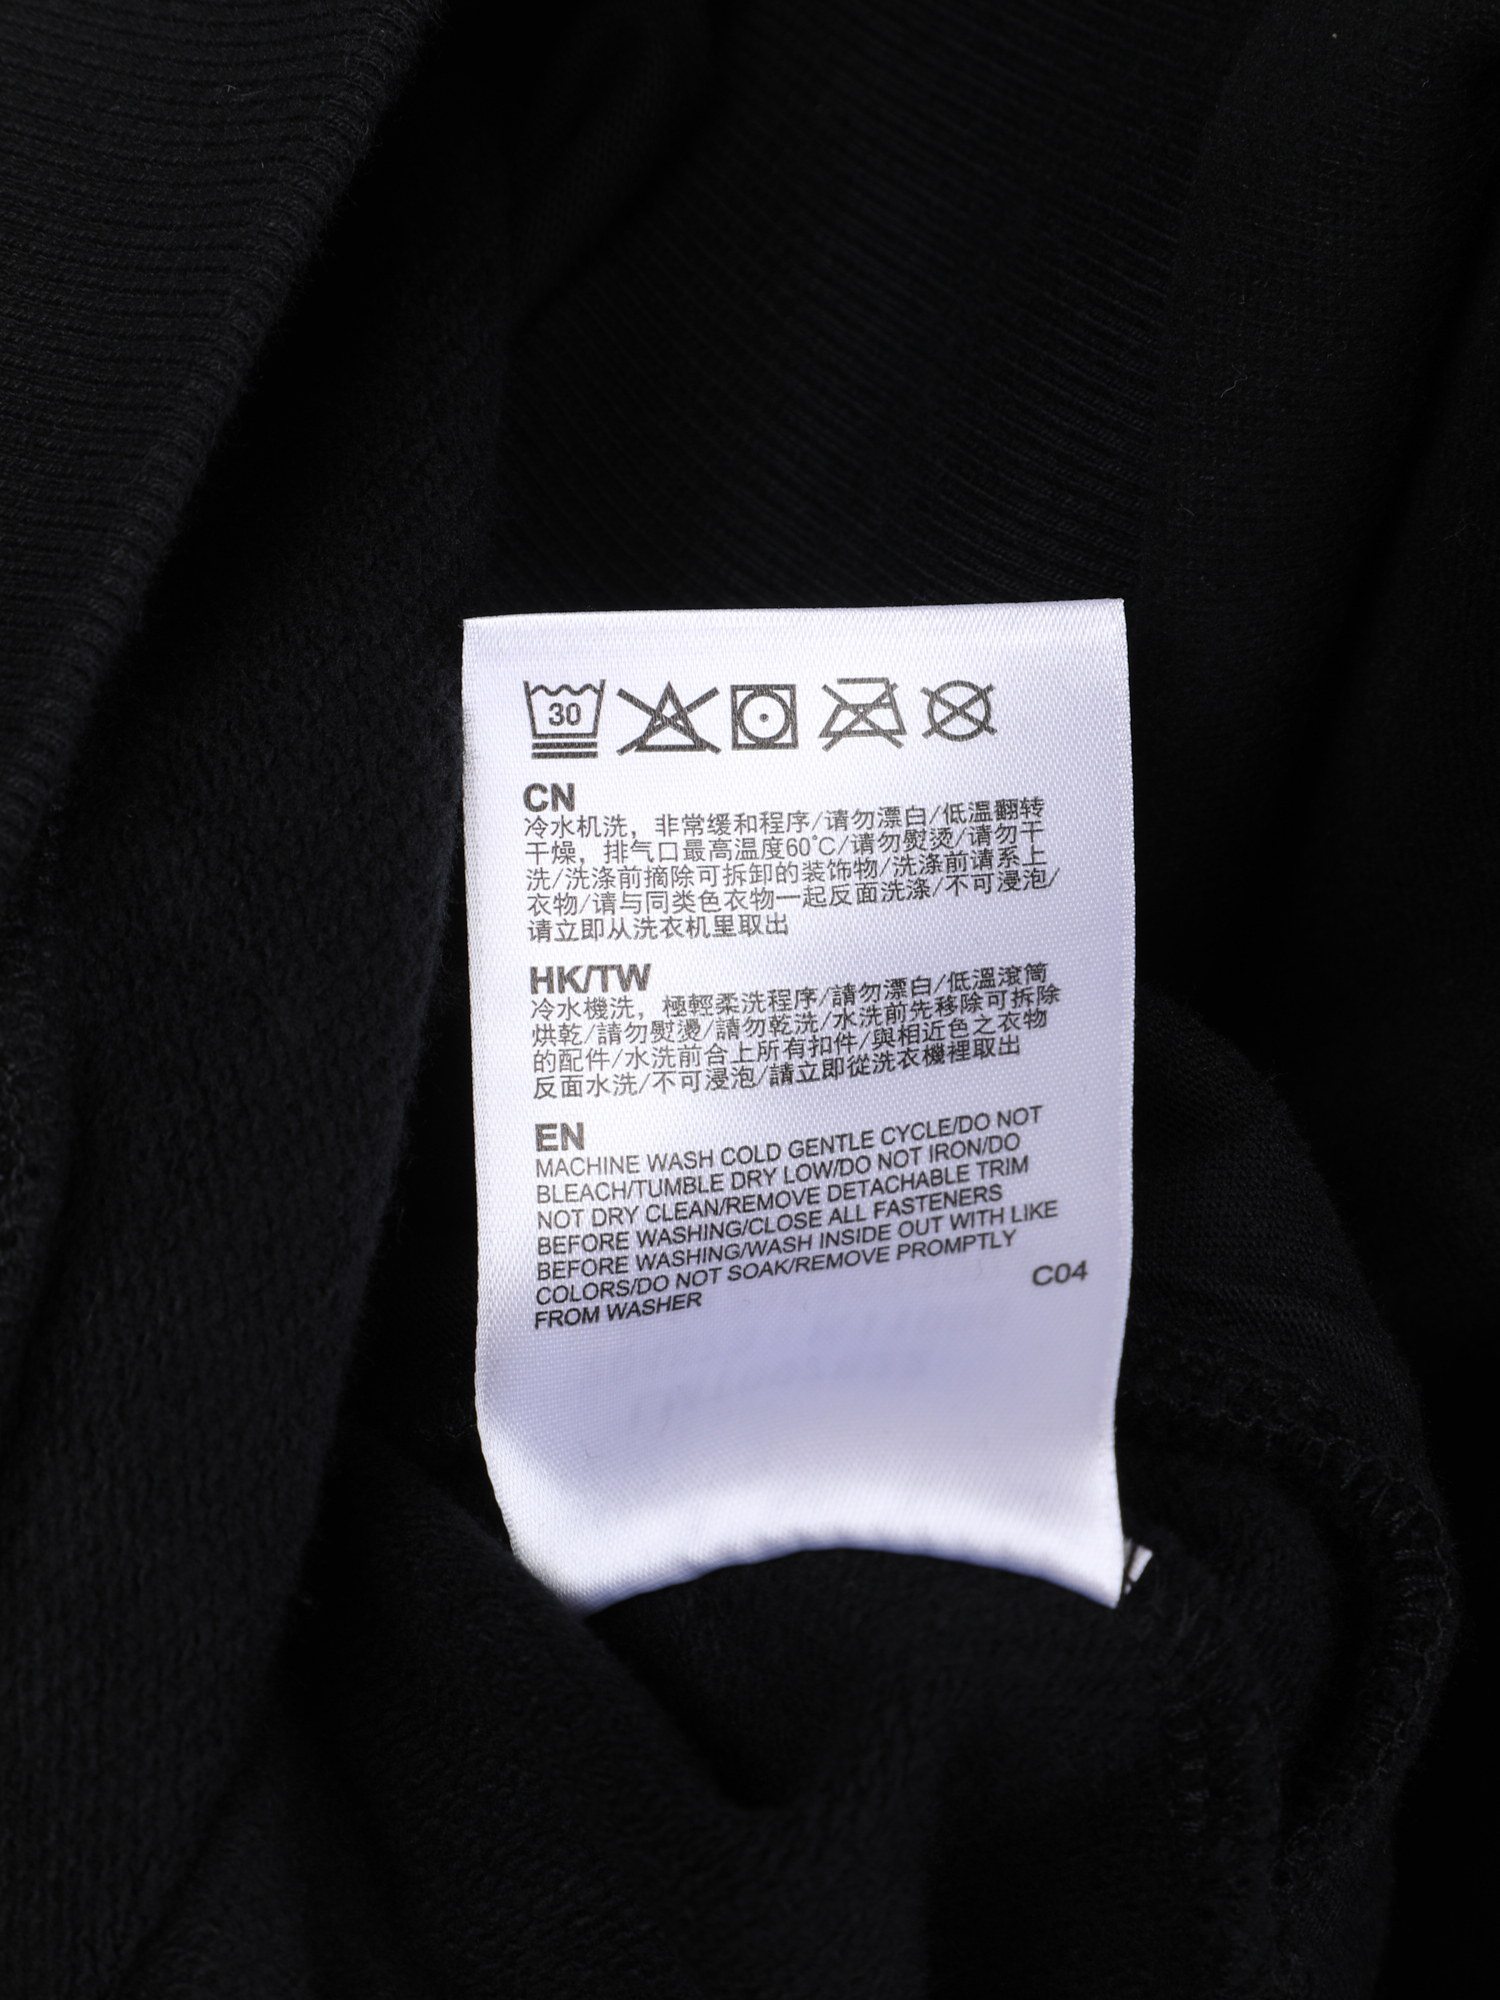 30
CN
冷水机洗，非常缓和程序/请勿漂白/低温翻转
干燥，排气口最高温度60°C/请勿熨烫/请勿干
洗/洗涤前摘除可拆卸的装饰物/洗涤前请系上
衣物/请与同类色衣物一起反面洗涤/不可浸泡/
请立即从洗衣机里取出
HK/TW
冷水機洗，極輕柔洗程序/請勿漂白/低溫滾筒
烘乾/請勿熨燙/請勿乾洗/水洗前先移除可拆除
的配件/水洗前合上所有扣件/與相近色之衣物
反面水洗/不可浸泡/請立即從洗衣機裡取出
EN
MACHINE WASH COLD GENTLE CYCLE/DO NOT
BLEACH/TUMBLE DRY LOW/DO NOT IRON/DO
NOT DRY CLEAN/REMOVE DETACHABLE TRIM
BEFORE WASHING/CLOSE ALL FASTENERS
BEFORE WASHING/WASH INSIDE OUT WITH LIKE
COLORS/DO NOT SOAK/REMOVE PROMPTLY
FROM WASHER
C04